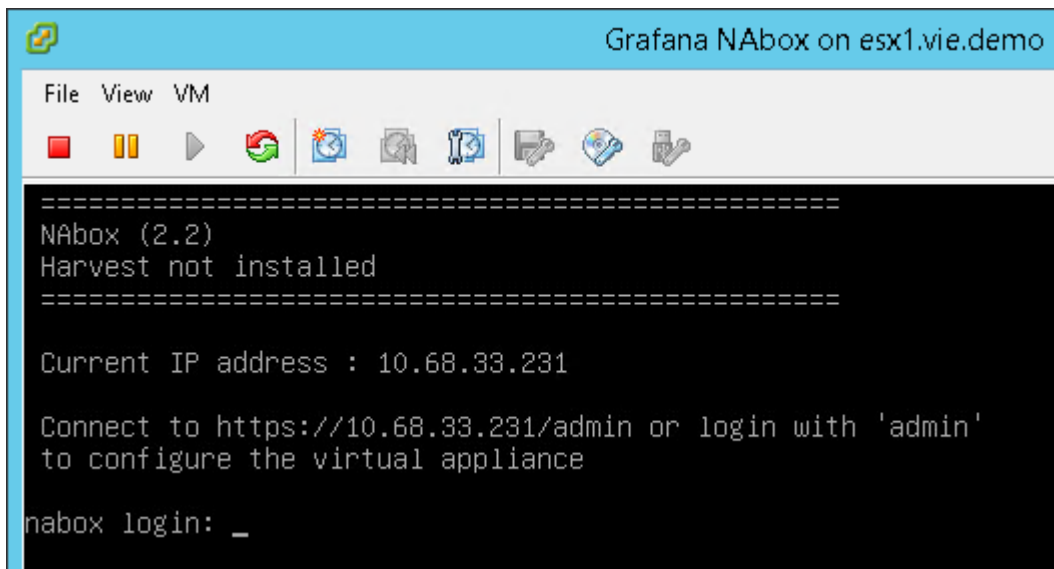 Grafana NAbox on esx1.vie.demo
File View VM
==================================================
NAbox (2.2)
Harvest not installed
==================================================
Current IP address : 10.68.33.231
Connect to https://10.68.33.231/admin or login with 'admin'
to configure the virtual appliance
nabox login: _